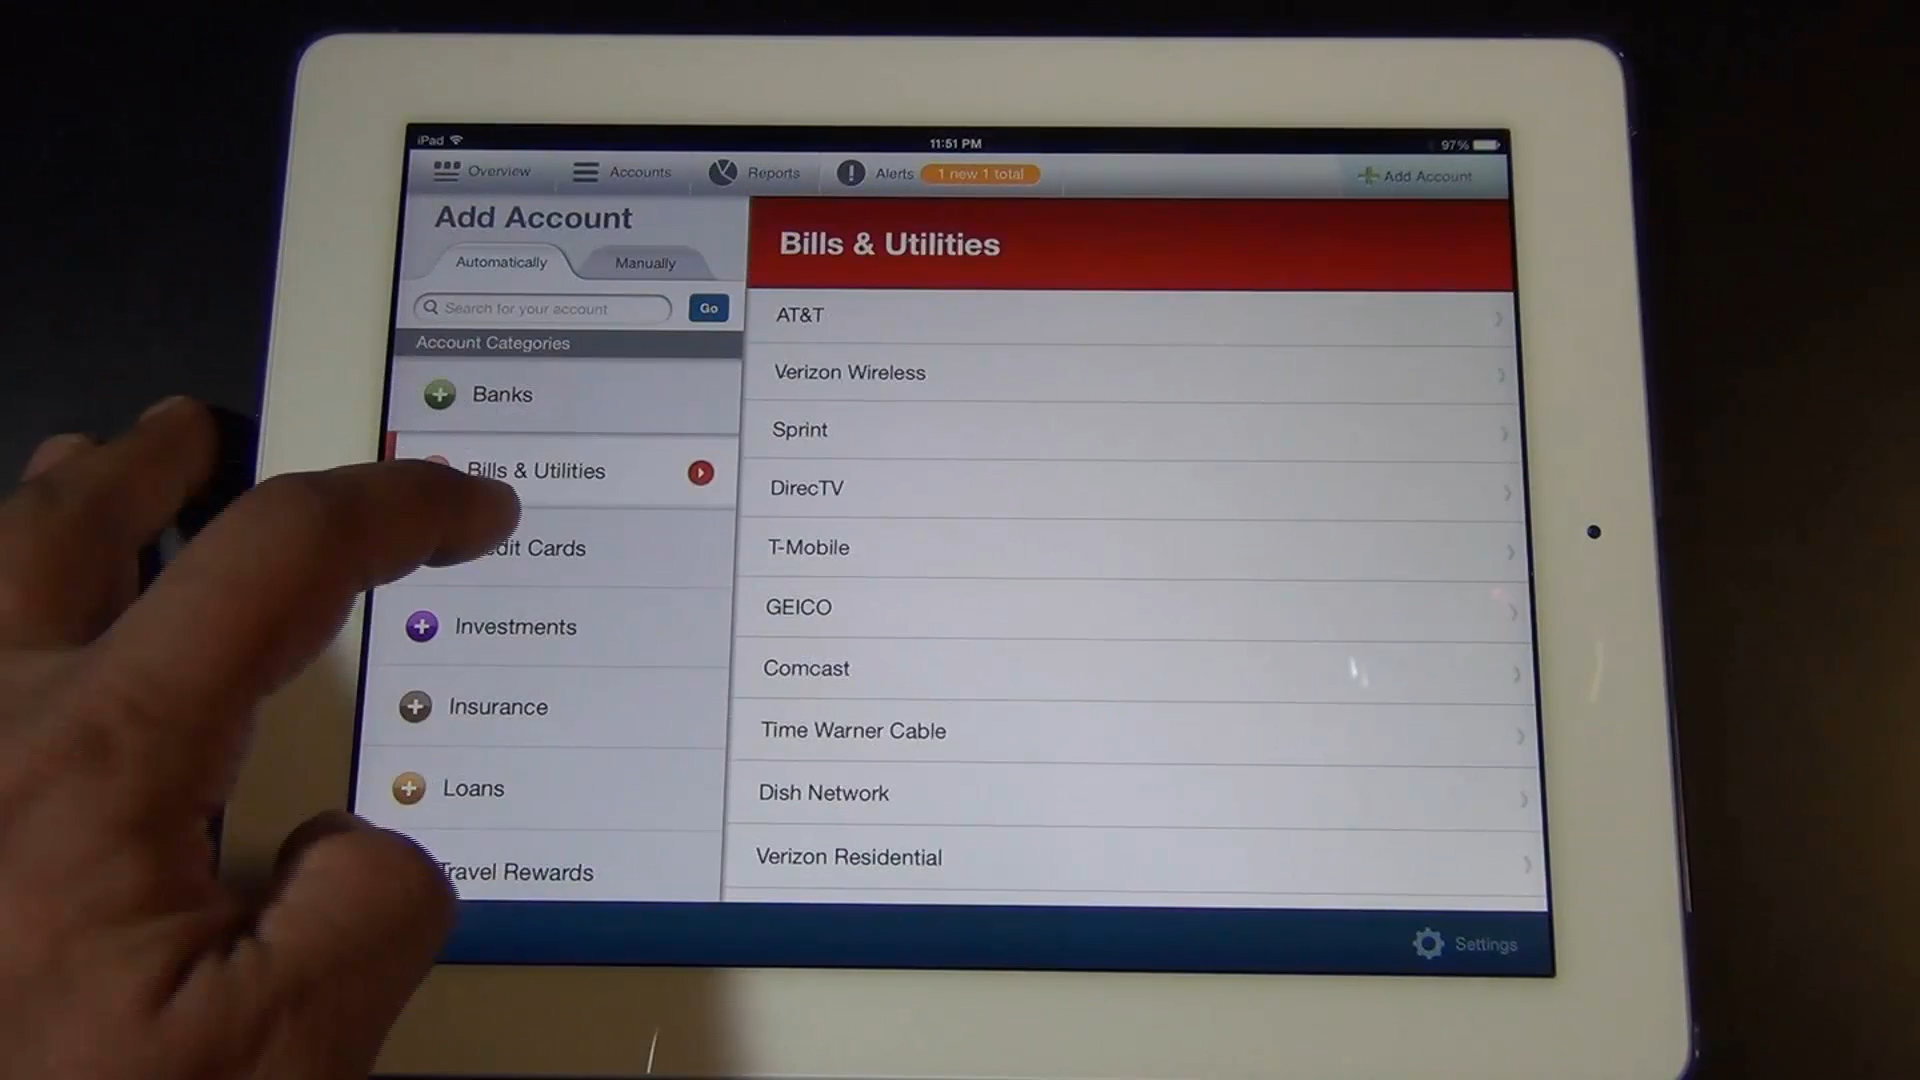 iPad
11:51 PM
97%
Overview
Accounts
Reports
Alerts
1 new 1 total
Add Account
Add Account
Automatically
Manually
Search for your account
Go
Account Categories
Banks
Bills & Utilities
dit Cards
Investments
Insurance
Loans
Travel Rewards
Bills & Utilities
AT&T
Verizon Wireless
Sprint
DirecTV
T-Mobile
GEICO
Comcast
Time Warner Cable
Dish Network
Verizon Residential
Settings